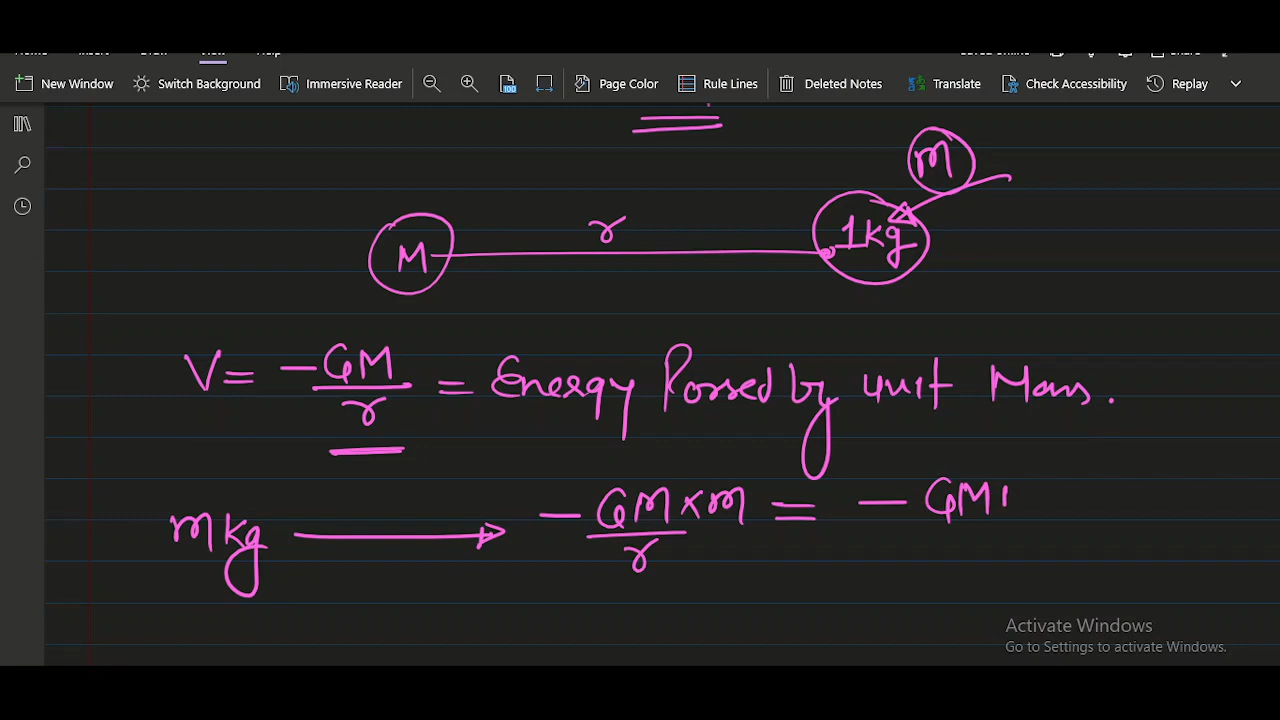 New Window Switch Background Immersive Reader Page Color Rule Lines Deleted Notes Translate Check Accessibility Replay
m
M r 1kg
V = -GM/r = Energy Possed by unit Mass.
m kg → -GM×m/r = - GM
Activate Windows
Go to Settings to activate Windows.